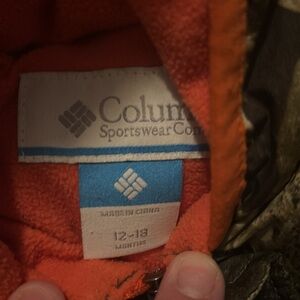 Colum
Sportswear Com
MADE IN CHINA
12-18
MONTHS